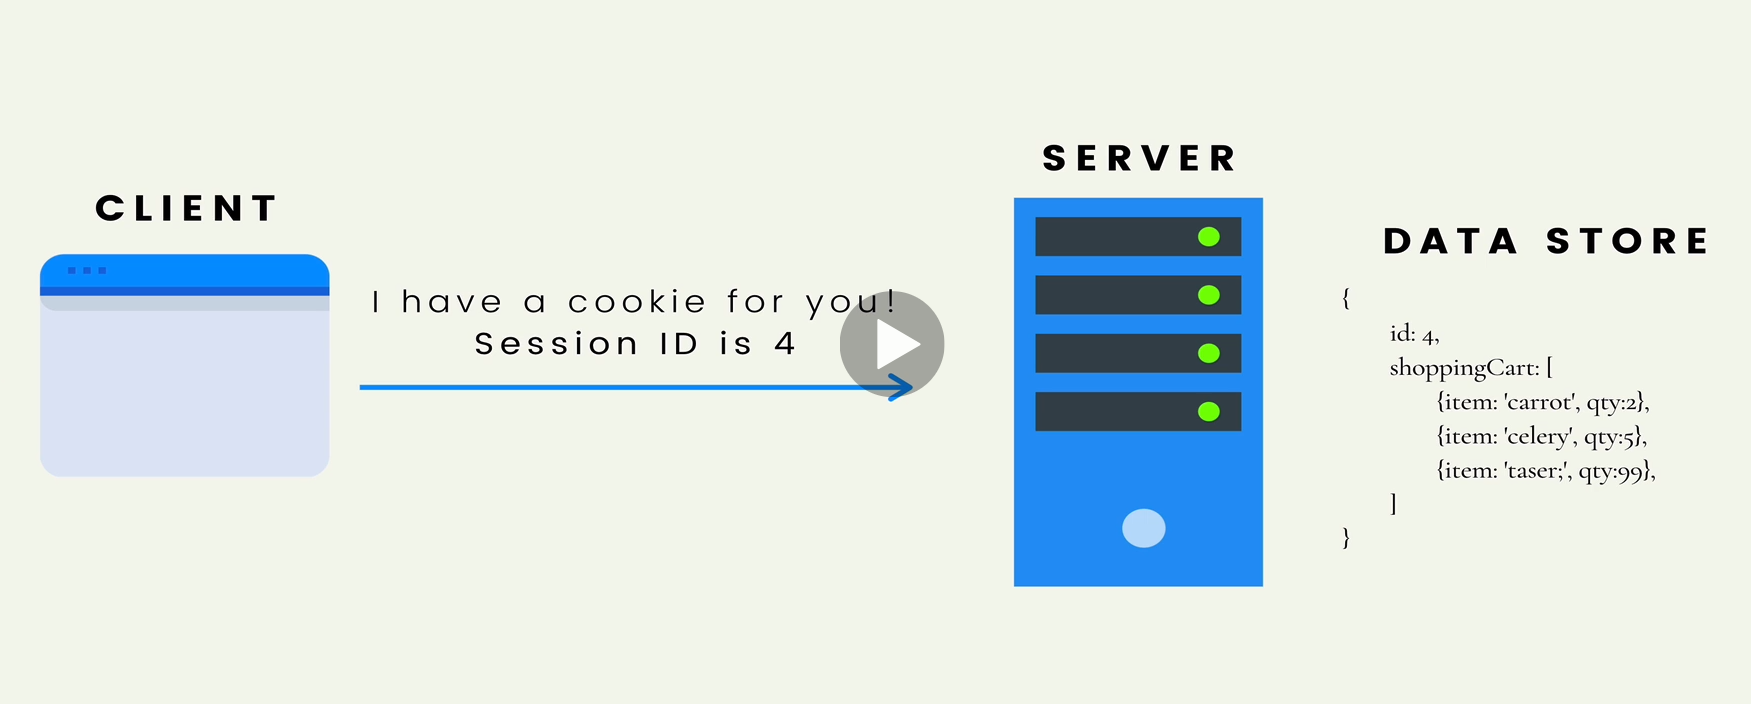 CLIENT
I have a cookie for you!
Session ID is 4
SERVER
DATA STORE
{
id: 4,
shoppingCart: [
{item: 'carrot', qty:2},
{item: 'celery', qty:5},
{item: 'taser;', qty:99},
]
}